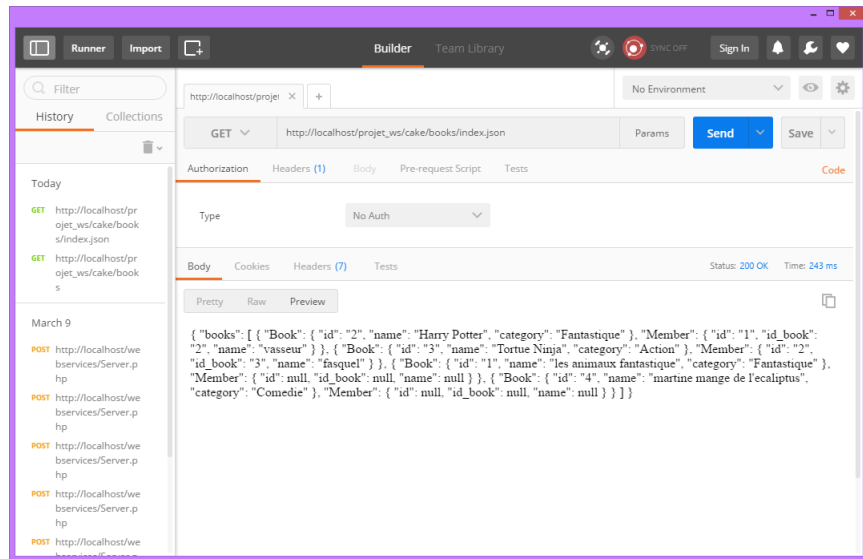 Runner
Import
Builder
Team Library
SYNC OFF
Sign In
Filter
History
Collections
Today
GET http://localhost/pr
ojet_ws/cake/book
s/index.json
GET http://localhost/pr
ojet_ws/cake/book
s
March 9
POST http://localhost/we
bservices/Server.p
hp
POST http://localhost/we
bservices/Server.p
hp
POST http://localhost/we
bservices/Server.p
hp
POST http://localhost/we
bservices/Server.p
hp
POST http://localhost/we
http://localhost/projet
No Environment
GET
http://localhost/projet_ws/cake/books/index.json
Params
Send
Save
Authorization
Headers (1)
Body
Pre-request Script
Tests
Code
Type
No Auth
Body
Cookies
Headers (7)
Tests
Status: 200 OK
Time: 243 ms
Pretty
Raw
Preview
{ "books": [ { "Book": { "id": "2", "name": "Harry Potter", "category": "Fantastique" }, "Member": { "id": "1", "id_book":
"2", "name": "vasseur" } }, { "Book": { "id": "3", "name": "Tortue Ninja", "category": "Action" }, "Member": { "id": "2",
"id_book": "3", "name": "fasquel" } }, { "Book": { "id": "1", "name": "les animaux fantastique", "category": "Fantastique" },
"Member": { "id": null, "id_book": null, "name": null } }, { "Book": { "id": "4", "name": "martine mange de l'ecaliptus",
"category": "Comedie" }, "Member": { "id": null, "id_book": null, "name": null } } ] }